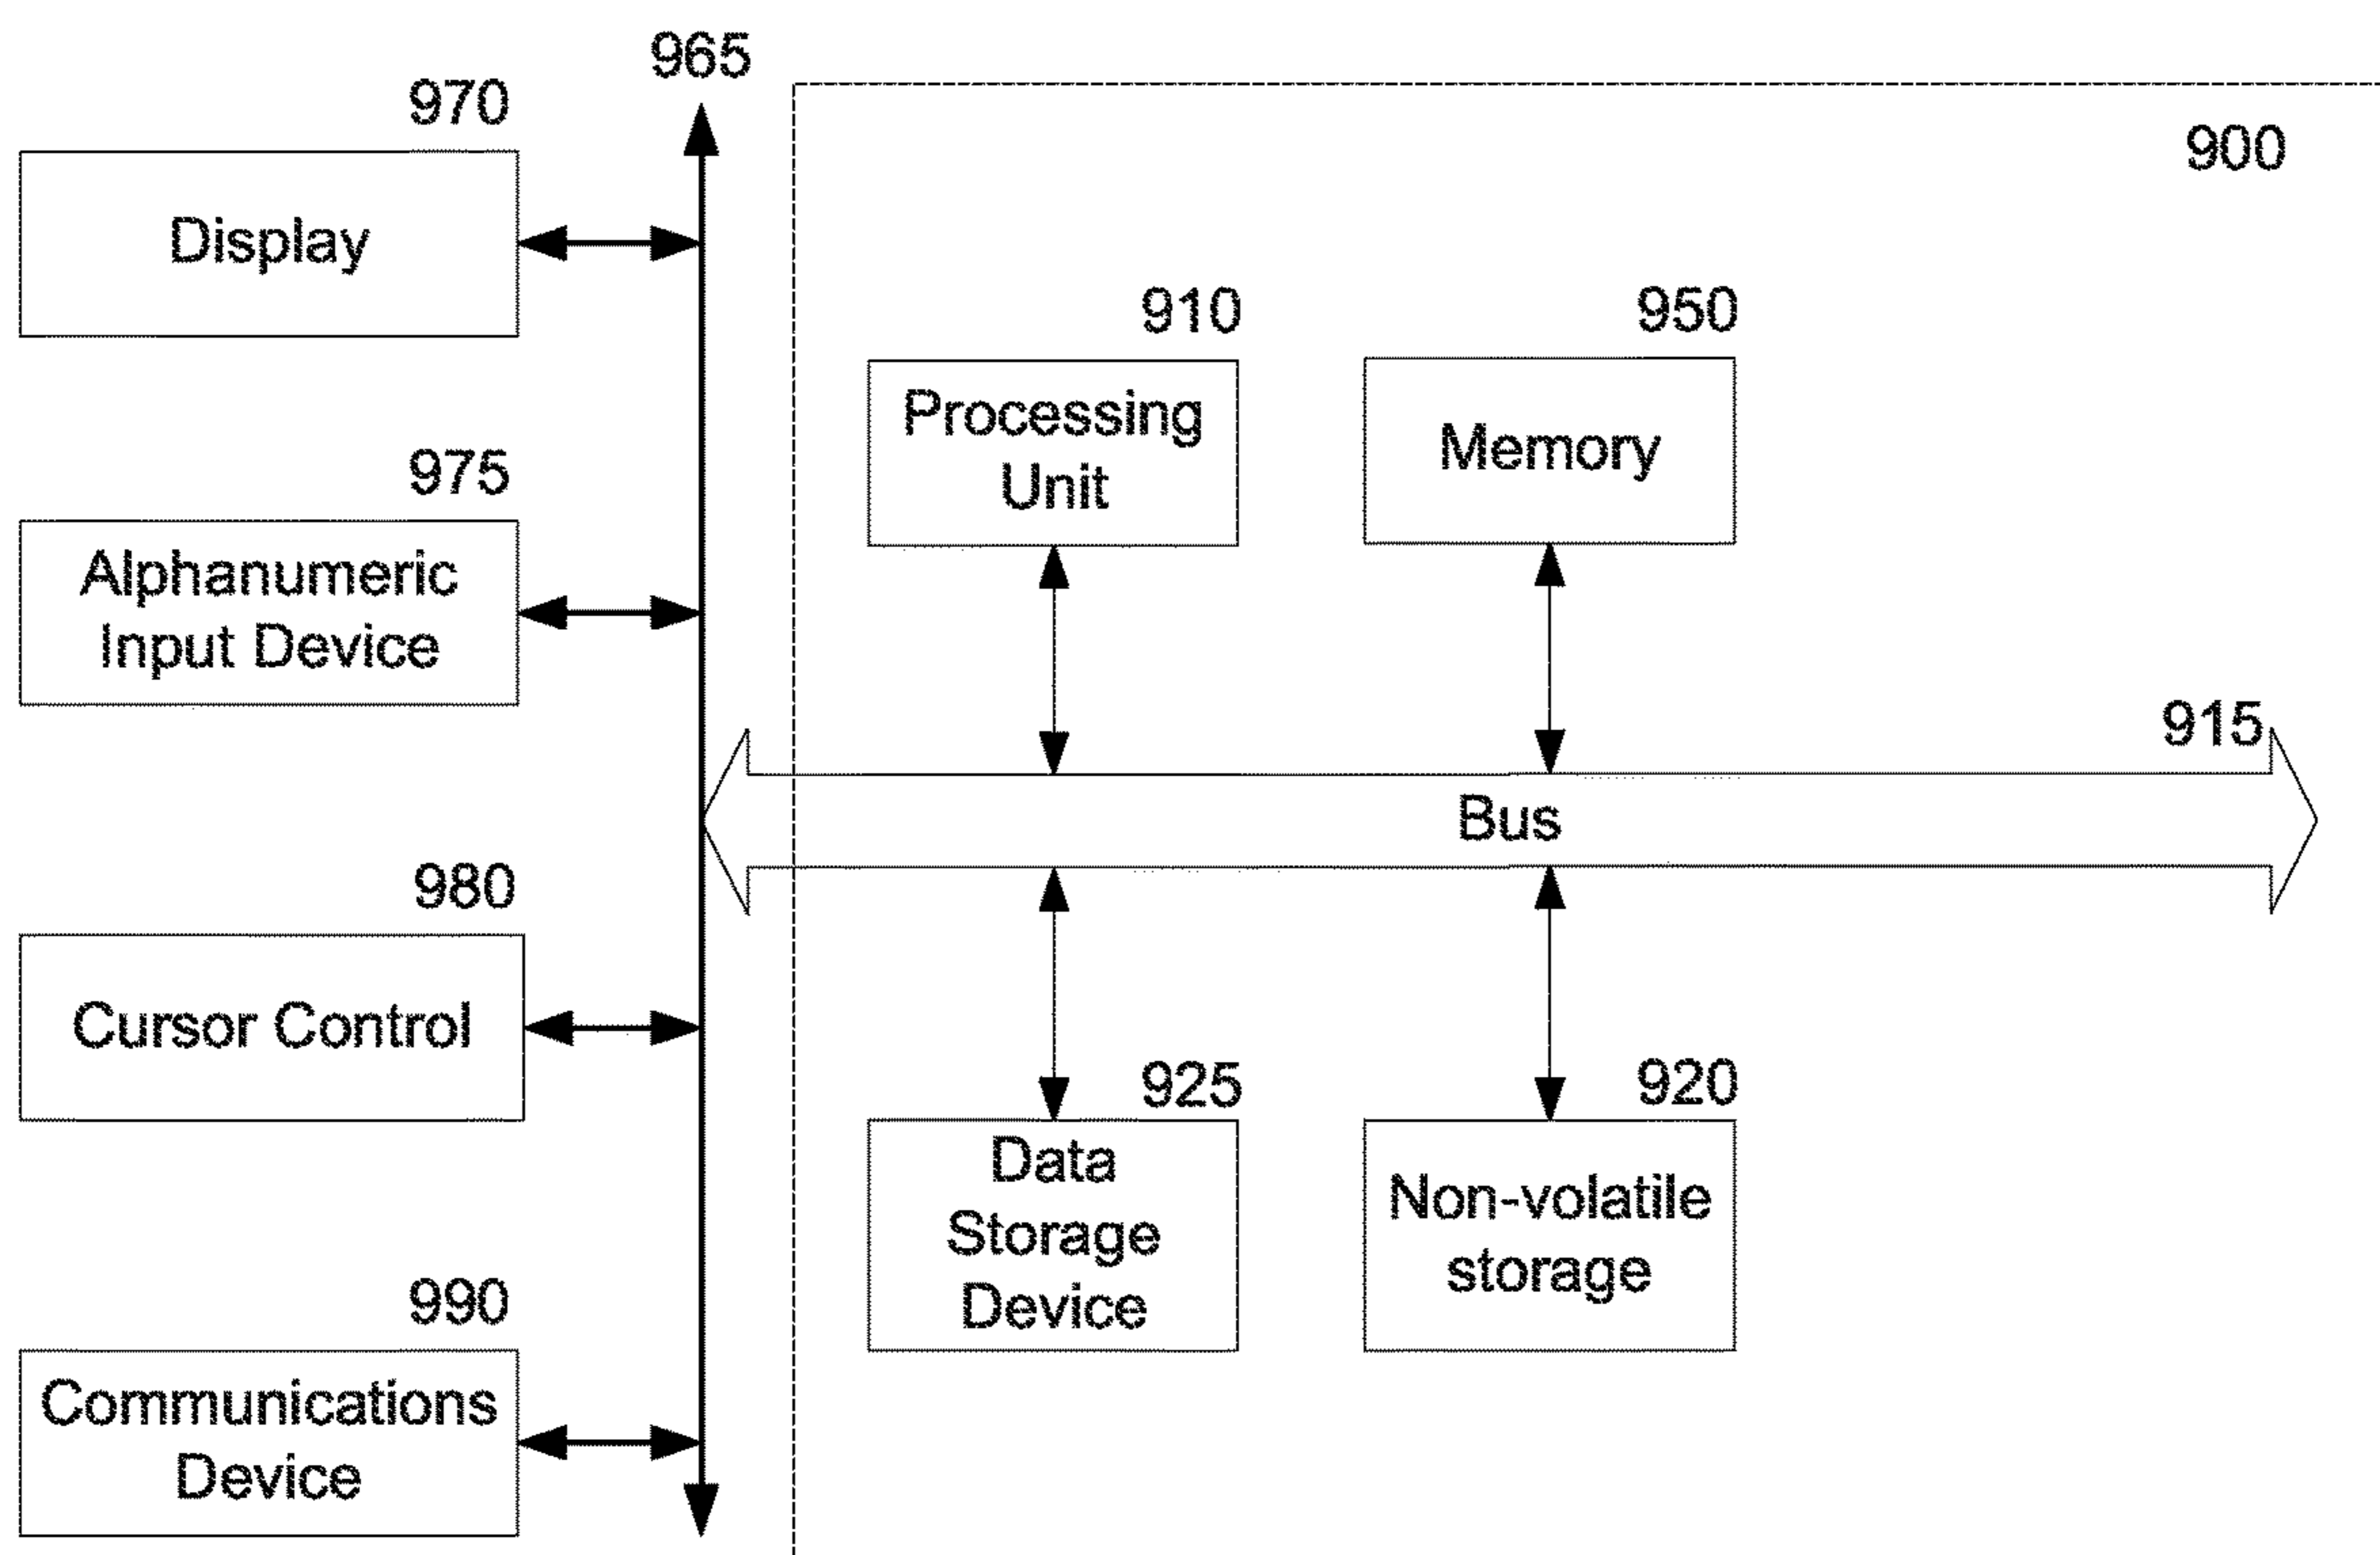 965
970
900
Display
910
950
Processing
Unit
Memory
975
Alphanumeric
Input Device
915
Bus
980
Cursor Control
925
920
Data
Storage
Device
Non-volatile
storage
990
Communications
Device